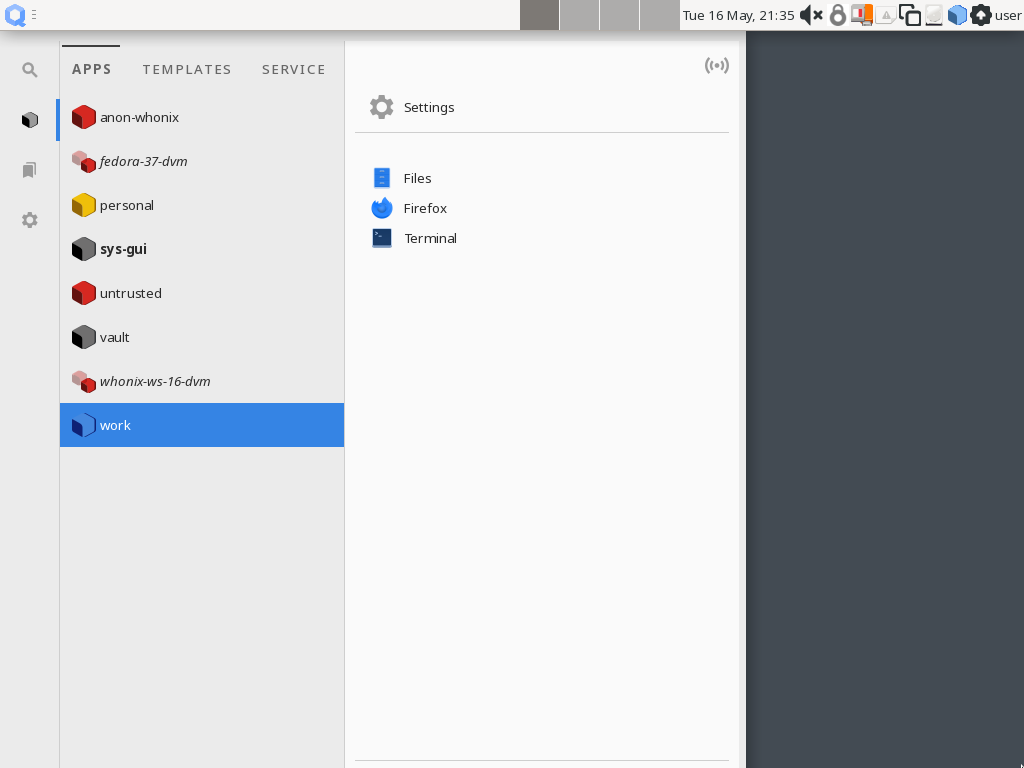 Tue 16 May, 21:35 user
APPS TEMPLATES SERVICE
anon-whonix
fedora-37-dvm
personal
sys-gui
untrusted
vault
whonix-ws-16-dvm
work
Settings
Files
Firefox
Terminal